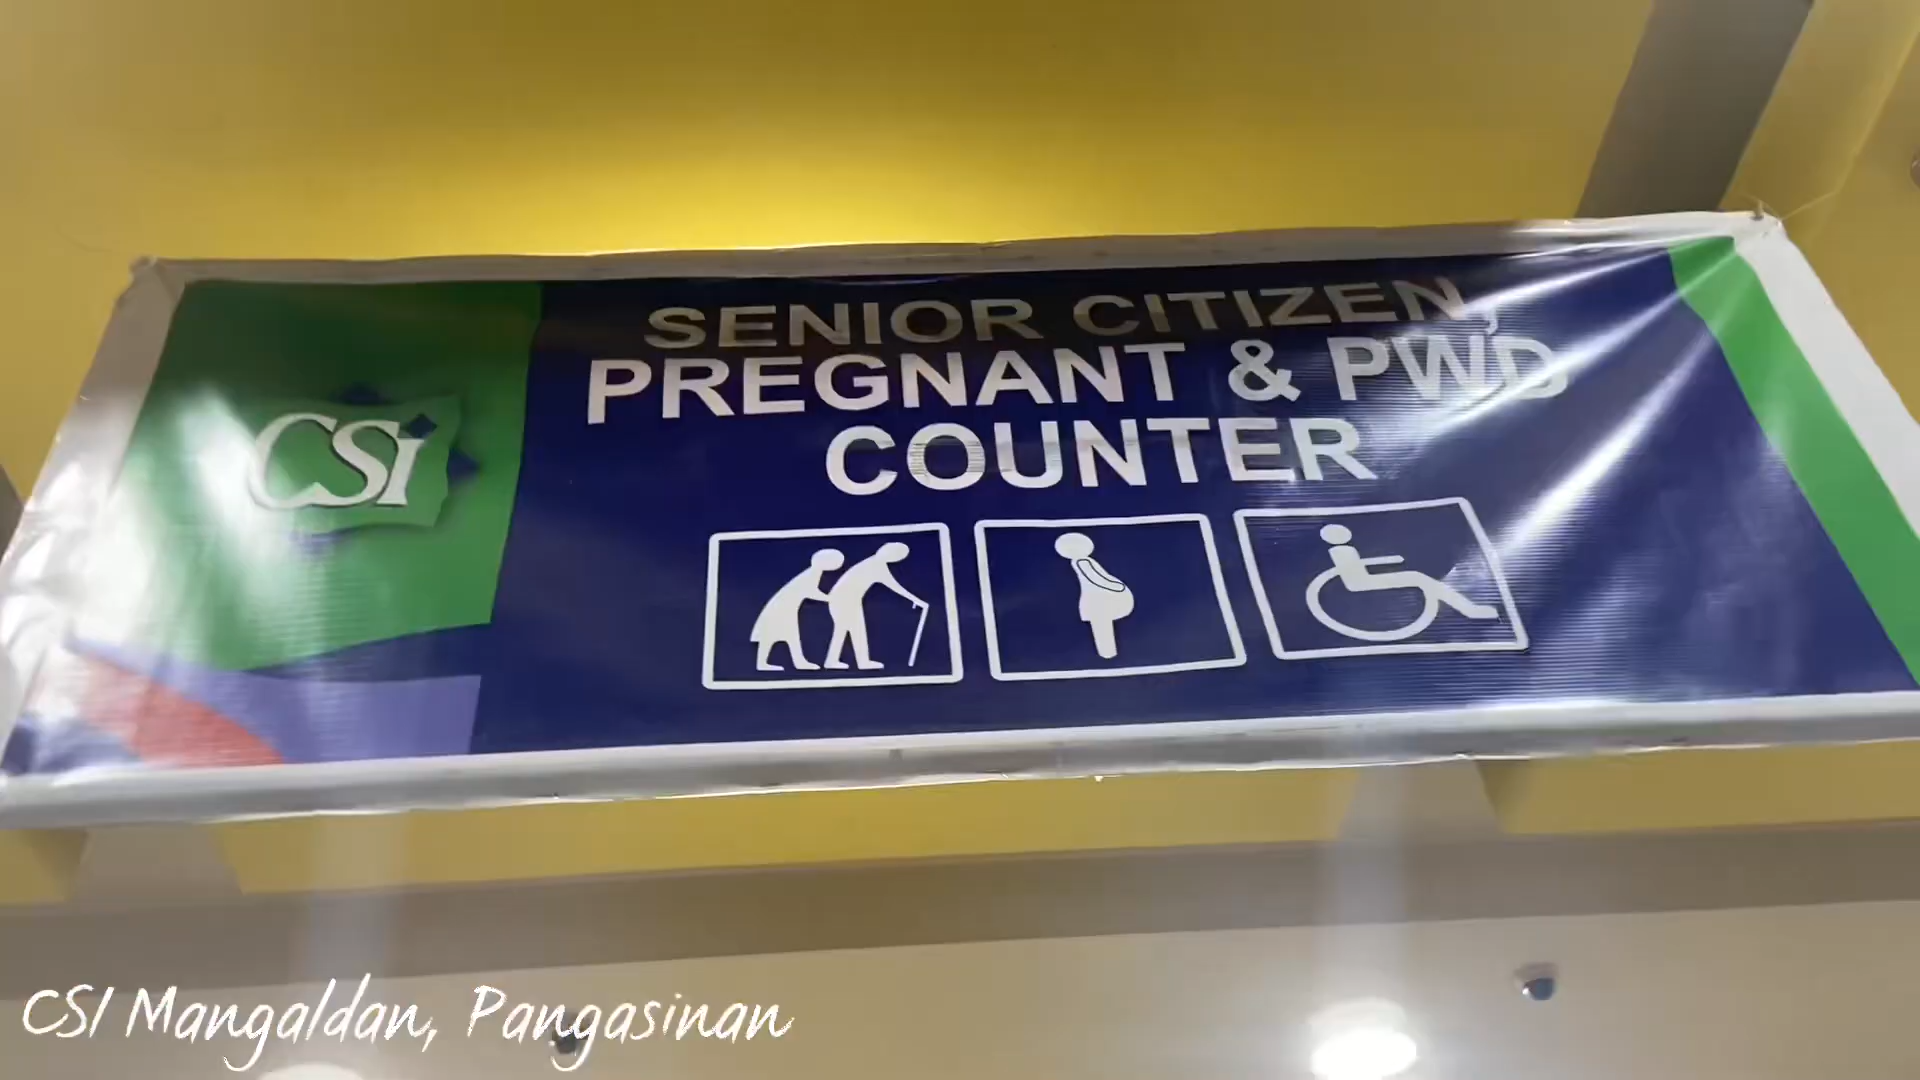 SENIOR CITIZEN,
PREGNANT & PWD
COUNTER
CSI
CSI Mangaldan, Pangasinan